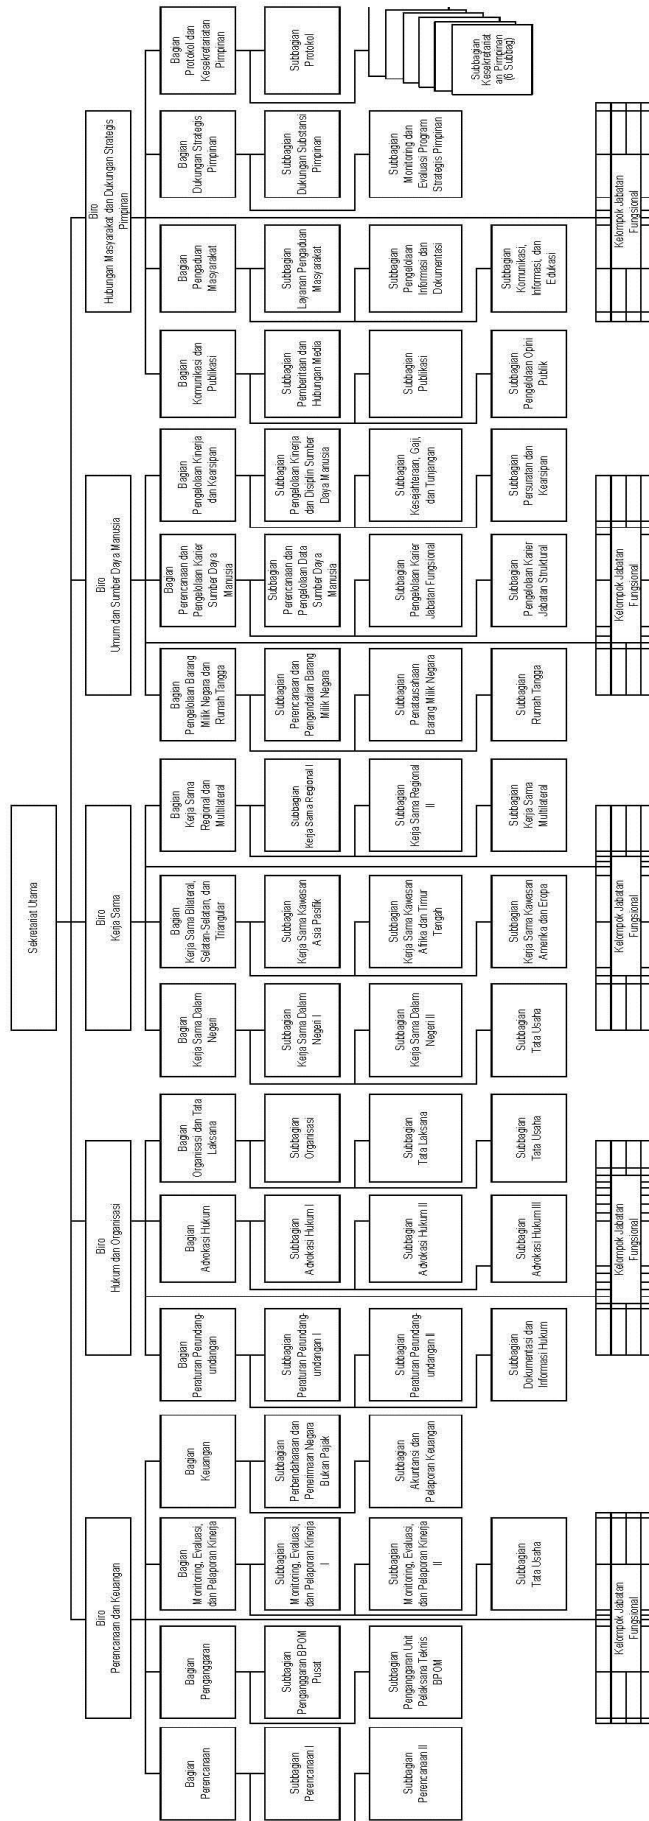 Sekretariat Utama
Biro
Perencanaan dan Keuangan
Biro
Hukum dan Organisasi
Biro
Kerja Sama
Biro
Umum dan Sumber Daya Manusia
Biro
Hubungan Masyarakat dan Dukungan Strategis
Pimpinan
Bagian
Perencanaan
Bagian
Penganggaran
Bagian
Monitoring, Evaluasi,
dan Pelaporan Kinerja
Bagian
Keuangan
Bagian
Peraturan Perundang-
undangan
Bagian
Advokasi Hukum
Bagian
Organisasi dan Tata
Laksana
Bagian
Kerja Sama Dalam
Negeri
Bagian
Kerja Sama Bilateral,
Selatan-Selatan, dan
Triangular
Bagian
Kerja Sama
Regional dan
Multilateral
Bagian
Pengelolaan Barang
Milik Negara dan
Rumah Tangga
Bagian
Perencanaan dan
Pengelolaan Karier
Sumber Daya
Manusia
Bagian
Pengelolaan Kinerja
dan Kearsipan
Bagian
Komunikasi dan
Publikasi
Bagian
Pengaduan
Masyarakat
Bagian
Dukungan Strategis
Pimpinan
Bagian
Protokol dan
Kesekretariatan
Pimpinan
Subbagian
Perencanaan I
Subbagian
Penganggaran BPOM
Pusat
Subbagian
Monitoring, Evaluasi,
dan Pelaporan Kinerja
I
Subbagian
Perbendaharaan dan
Penerimaan Negara
Bukan Pajak
Subbagian
Peraturan Perundang-
undangan I
Subbagian
Advokasi Hukum I
Subbagian
Organisasi
Subbagian
Kerja Sama Dalam
Negeri I
Subbagian
Kerja Sama Kawasan
Asia Pasifik
Subbagian
Kerja Sama Regional I
Subbagian
Perencanaan dan
Pengendalian Barang
Milik Negara
Subbagian
Perencanaan dan
Pengelolaan Data
Sumber Daya
Manusia
Subbagian
Pengelolaan Kinerja
dan Disiplin Sumber
Daya Manusia
Subbagian
Pemberitaan dan
Hubungan Media
Subbagian
Layanan Pengaduan
Masyarakat
Subbagian
Dukungan Substansi
Pimpinan
Subbagian
Protokol
Subbagian
Perencanaan II
Subbagian
Penganggaran Unit
Pelaksana Teknis
BPOM
Subbagian
Monitoring, Evaluasi,
dan Pelaporan Kinerja
II
Subbagian
Akuntansi dan
Pelaporan Keuangan
Subbagian
Peraturan Perundang-
undangan II
Subbagian
Advokasi Hukum II
Subbagian
Tata Laksana
Subbagian
Kerja Sama Dalam
Negeri II
Subbagian
Kerja Sama Kawasan
Afrika dan Timur
Tengah
Subbagian
Kerja Sama Regional
II
Subbagian
Penatausahaan
Barang Milik Negara
Subbagian
Pengelolaan Karier
Jabatan Fungsional
Subbagian
Kesejahteraan, Gaji,
dan Tunjangan
Subbagian
Publikasi
Subbagian
Pengelolaan
Informasi dan
Dokumentasi
Subbagian
Monitoring dan
Evaluasi Program
Strategis Pimpinan
Subbagian
Kesekretariat
an Pimpinan
(6 Subbag)
Subbagian
Tata Usaha
Subbagian
Dokumentasi dan
Informasi Hukum
Subbagian
Advokasi Hukum III
Subbagian
Tata Usaha
Subbagian
Tata Usaha
Subbagian
Kerja Sama Kawasan
Amerika dan Eropa
Subbagian
Kerja Sama
Multilateral
Subbagian
Rumah Tangga
Subbagian
Pengelolaan Karier
Jabatan Struktural
Subbagian
Persuratan dan
Kearsipan
Subbagian
Pengelolaan Opini
Publik
Subbagian
Komunikasi,
Informasi, dan
Edukasi
Kelompok Jabatan
Fungsional
Kelompok Jabatan
Fungsional
Kelompok Jabatan
Fungsional
Kelompok Jabatan
Fungsional
Kelompok Jabatan
Fungsional